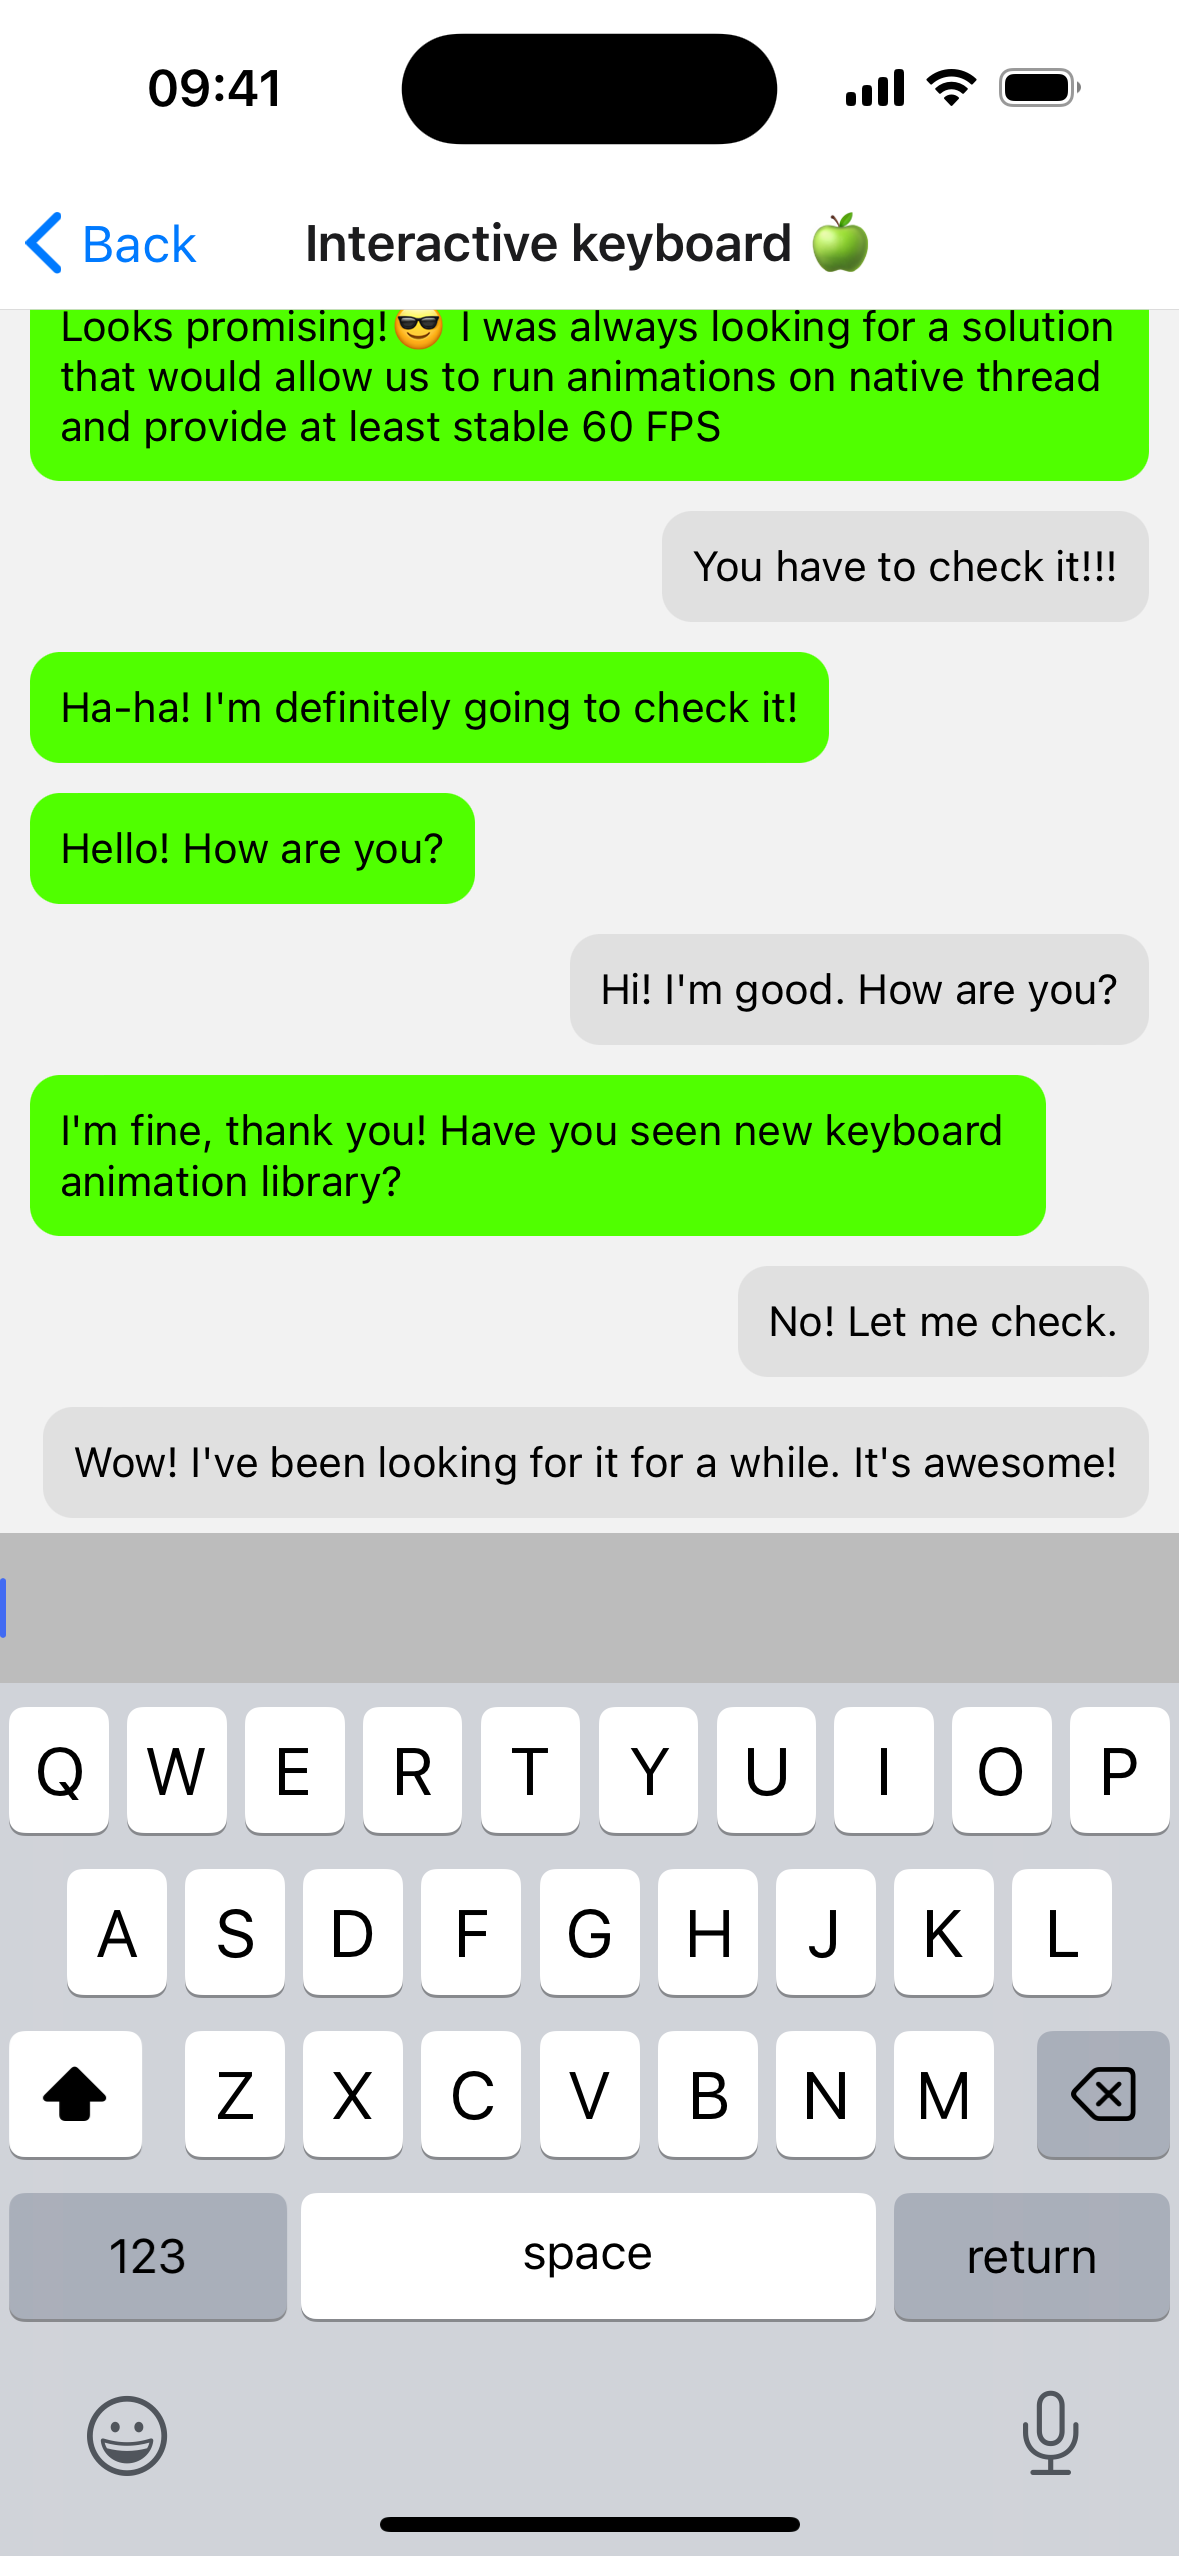 09:41
Back
Interactive keyboard 🍏
Looks promising!😎 I was always looking for a solution
that would allow us to run animations on native thread
and provide at least stable 60 FPS
You have to check it!!!
Ha-ha! I'm definitely going to check it!
Hello! How are you?
Hi! I'm good. How are you?
I'm fine, thank you! Have you seen new keyboard
animation library?
No! Let me check.
Wow! I've been looking for it for a while. It's awesome!
Q W E R T Y U I O P
A S D F G H J K L
Z X C V B N M
123 space return